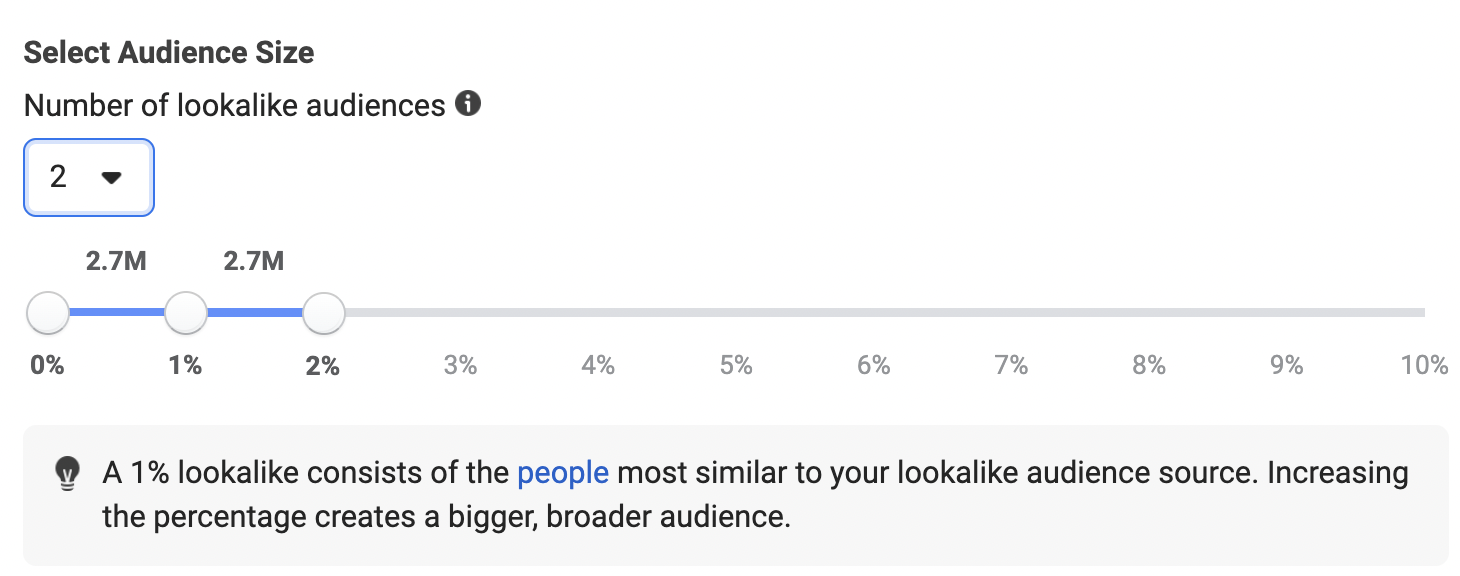 Select Audience Size
Number of lookalike audiences
2
2.7M 2.7M
0% 1% 2% 3% 4% 5% 6% 7% 8% 9% 10%
A 1% lookalike consists of the people most similar to your lookalike audience source. Increasing
the percentage creates a bigger, broader audience.